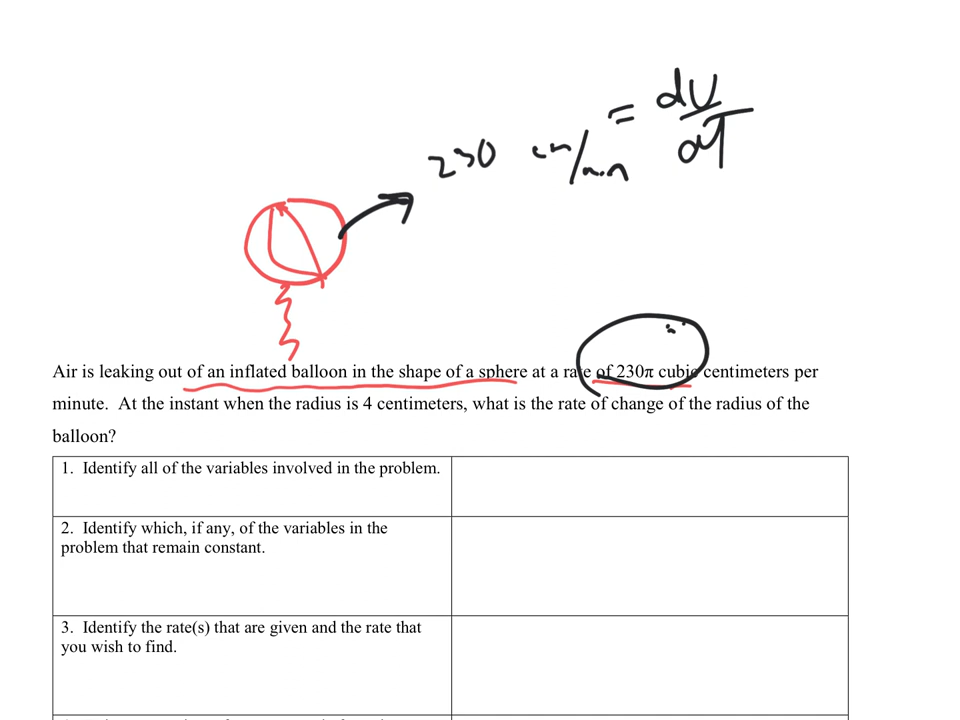 230 cm/min = dV/dT
Air is leaking out of an inflated balloon in the shape of a sphere at a rate of 230π cubic centimeters per
minute. At the instant when the radius is 4 centimeters, what is the rate of change of the radius of the
balloon?
1. Identify all of the variables involved in the problem.
2. Identify which, if any, of the variables in the
problem that remain constant.
3. Identify the rate(s) that are given and the rate that
you wish to find.